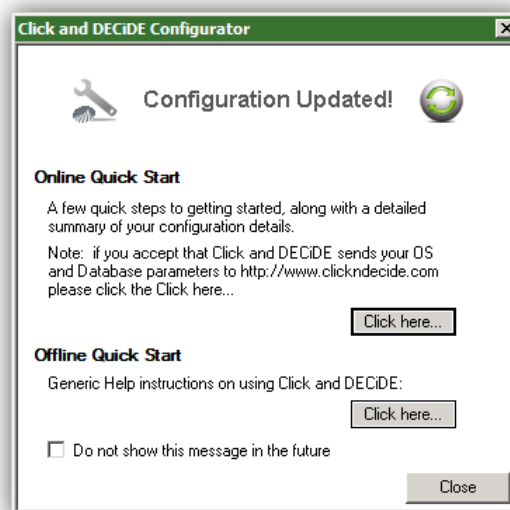 Click and DECiDE Configurator
Configuration Updated!
Online Quick Start
A few quick steps to getting started, along with a detailed
summary of your configuration details.
Note: if you accept that Click and DECiDE sends your OS
and Database parameters to http://www.clickndecide.com
please click the Click here...
Click here...
Offline Quick Start
Generic Help instructions on using Click and DECiDE:
Click here...
Do not show this message in the future
Close